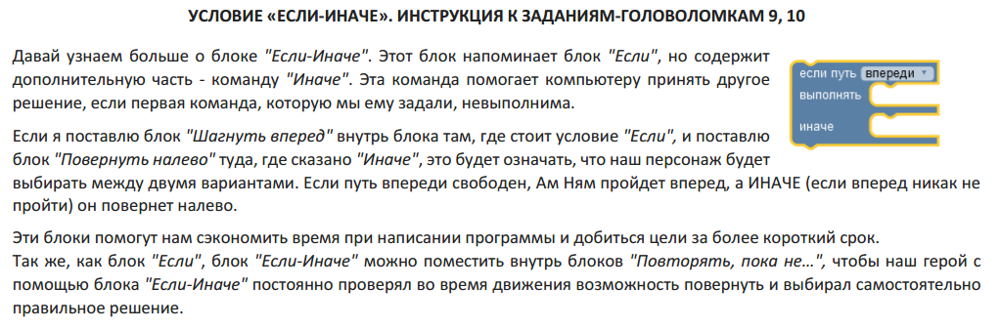 УСЛОВИЕ «ЕСЛИ-ИНАЧЕ». ИНСТРУКЦИЯ К ЗАДАНИЯМ-ГОЛОВОЛОМКАМ 9, 10
Давай узнаем больше о блоке "Если-Иначе". Этот блок напоминает блок "Если", но содержит
дополнительную часть - команду "Иначе". Эта команда помогает компьютеру принять другое
решение, если первая команда, которую мы ему задали, невыполнима.
если путь впереди
выполнять
иначе
Если я поставлю блок "Шагнуть вперед" внутрь блока там, где стоит условие "Если", и поставлю
блок "Повернуть налево" туда, где сказано "Иначе", это будет означать, что наш персонаж будет
выбирать между двумя вариантами. Если путь впереди свободен, Ам Ням пройдет вперед, а ИНАЧЕ (если вперед никак не
пройти) он повернет налево.
Эти блоки помогут нам сэкономить время при написании программы и добиться цели за более короткий срок.
Так же, как блок "Если", блок "Если-Иначе" можно поместить внутрь блоков "Повторять, пока не…", чтобы наш герой с
помощью блока "Если-Иначе" постоянно проверял во время движения возможность повернуть и выбирал самостоятельно
правильное решение.